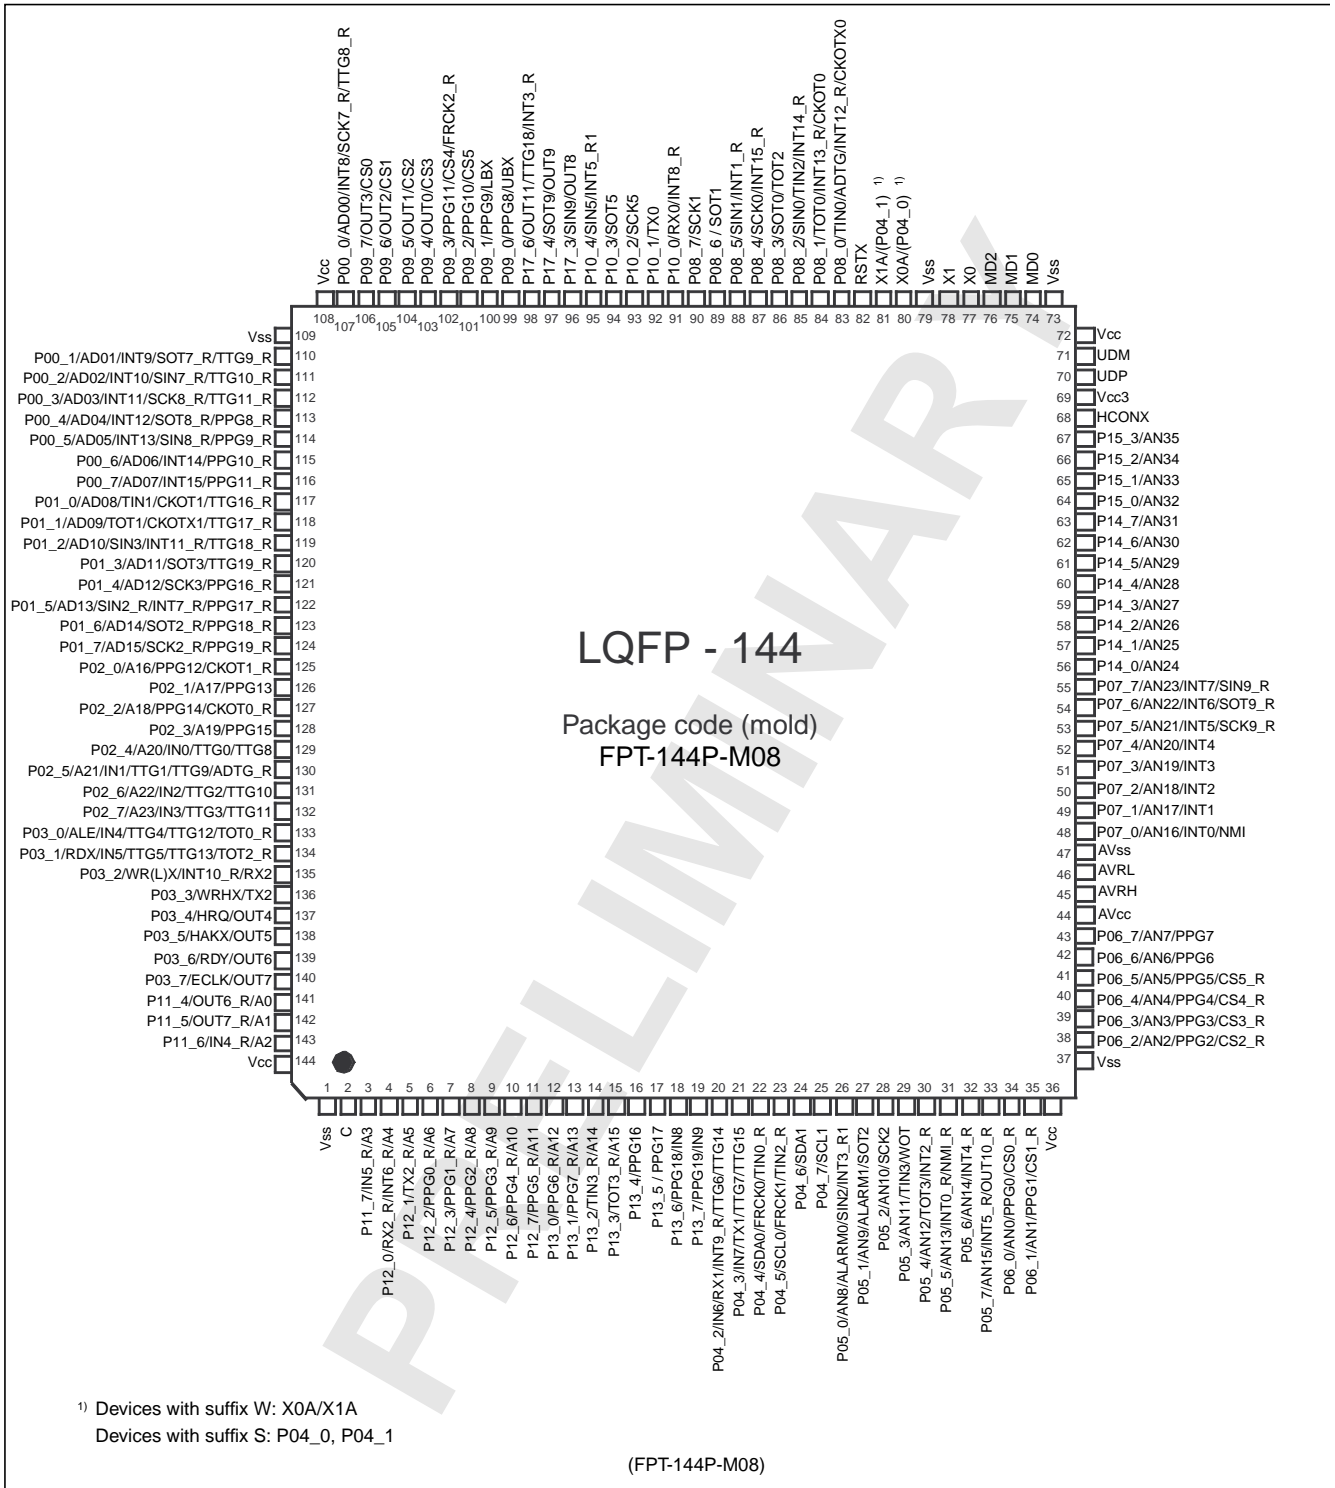 P00_0/AD00/INT8/SCK7_R/TTG8_R
P09_7/OUT3/CS0
P09_6/OUT2/CS1
P09_5/OUT1/CS2
P09_4/OUT0/CS3
P09_3/PPG11/CS4/FRCK2_R
P09_2/PPG10/CS5
P09_1/PPG9/LBX
P09_0/PPG8/UBX
P17_6/OUT11/TTG18/INT3_R
P17_4/SOT9/OUT9
P17_3/SIN9/OUT8
P10_4/SIN5/INT5_R1
P10_3/SOT5
P10_2/SCK5
P10_1/TX0
P10_0/RX0/INT8_R
P08_7/SCK1
P08_6 / SOT1
P08_5/SIN1/INT1_R
P08_4/SCK0/INT15_R
P08_3/SOT0/TOT2
P08_2/SIN0/TIN2/INT14_R
P08_1/TOT0/INT13_R/CKOT0
P08_0/TIN0/ADTG/INT12_R/CKOTX0
RSTX
X1A/(P04_1) 1)
X0A/(P04_0) 1)
Vss
X1
X0
MD2
MD1
MD0
Vss
Vcc
108 107 106 105 104 103 102 101 100 99 98 97 96 95 94 93 92 91 90 89 88 87 86 85 84 83 82 81 80 79 78 77 76 75 74 73
Vss 109
P00_1/AD01/INT9/SOT7_R/TTG9_R 110
P00_2/AD02/INT10/SIN7_R/TTG10_R 111
P00_3/AD03/INT11/SCK8_R/TTG11_R 112
P00_4/AD04/INT12/SOT8_R/PPG8_R 113
P00_5/AD05/INT13/SIN8_R/PPG9_R 114
P00_6/AD06/INT14/PPG10_R 115
P00_7/AD07/INT15/PPG11_R 116
P01_0/AD08/TIN1/CKOT1/TTG16_R 117
P01_1/AD09/TOT1/CKOTX1/TTG17_R 118
P01_2/AD10/SIN3/INT11_R/TTG18_R 119
P01_3/AD11/SOT3/TTG19_R 120
P01_4/AD12/SCK3/PPG16_R 121
P01_5/AD13/SIN2_R/INT7_R/PPG17_R 122
P01_6/AD14/SOT2_R/PPG18_R 123
P01_7/AD15/SCK2_R/PPG19_R 124
P02_0/A16/PPG12/CKOT1_R 125
P02_1/A17/PPG13 126
P02_2/A18/PPG14/CKOT0_R 127
P02_3/A19/PPG15 128
P02_4/A20/IN0/TTG0/TTG8 129
P02_5/A21/IN1/TTG1/TTG9/ADTG_R 130
P02_6/A22/IN2/TTG2/TTG10 131
P02_7/A23/IN3/TTG3/TTG11 132
P03_0/ALE/IN4/TTG4/TTG12/TOT0_R 133
P03_1/RDX/IN5/TTG5/TTG13/TOT2_R 134
P03_2/WR(L)X/INT10_R/RX2 135
P03_3/WRHX/TX2 136
P03_4/HRQ/OUT4 137
P03_5/HAKX/OUT5 138
P03_6/RDY/OUT6 139
P03_7/ECLK/OUT7 140
P11_4/OUT6_R/A0 141
P11_5/OUT7_R/A1 142
P11_6/IN4_R/A2 143
Vcc 144
LQFP - 144
Package code (mold)
FPT-144P-M08
PRELIMINARY
72 Vcc
71 UDM
70 UDP
69 Vcc3
68 HCONX
67 P15_3/AN35
66 P15_2/AN34
65 P15_1/AN33
64 P15_0/AN32
63 P14_7/AN31
62 P14_6/AN30
61 P14_5/AN29
60 P14_4/AN28
59 P14_3/AN27
58 P14_2/AN26
57 P14_1/AN25
56 P14_0/AN24
55 P07_7/AN23/INT7/SIN9_R
54 P07_6/AN22/INT6/SOT9_R
53 P07_5/AN21/INT5/SCK9_R
52 P07_4/AN20/INT4
51 P07_3/AN19/INT3
50 P07_2/AN18/INT2
49 P07_1/AN17/INT1
48 P07_0/AN16/INT0/NMI
47 AVss
46 AVRL
45 AVRH
44 AVcc
43 P06_7/AN7/PPG7
42 P06_6/AN6/PPG6
41 P06_5/AN5/PPG5/CS5_R
40 P06_4/AN4/PPG4/CS4_R
39 P06_3/AN3/PPG3/CS3_R
38 P06_2/AN2/PPG2/CS2_R
37 Vss
1 2 3 4 5 6 7 8 9 10 11 12 13 14 15 16 17 18 19 20 21 22 23 24 25 26 27 28 29 30 31 32 33 34 35 36
Vss
C
P11_7/IN5_R/A3
P12_0/RX2_R/INT6_R/A4
P12_1/TX2_R/A5
P12_2/PPG0_R/A6
P12_3/PPG1_R/A7
P12_4/PPG2_R/A8
P12_5/PPG3_R/A9
P12_6/PPG4_R/A10
P12_7/PPG5_R/A11
P13_0/PPG6_R/A12
P13_1/PPG7_R/A13
P13_2/TIN3_R/A14
P13_3/TOT3_R/A15
P13_4/PPG16
P13_5 / PPG17
P13_6/PPG18/IN8
P13_7/PPG19/IN9
P04_2/IN6/RX1/INT9_R/TTG6/TTG14
P04_3/IN7/TX1/TTG7/TTG15
P04_4/SDA0/FRCK0/TIN0_R
P04_5/SCL0/FRCK1/TIN2_R
P04_6/SDA1
P04_7/SCL1
P05_0/AN8/ALARM0/SIN2/INT3_R1
P05_1/AN9/ALARM1/SOT2
P05_2/AN10/SCK2
P05_3/AN11/TIN3/WOT
P05_4/AN12/TOT3/INT2_R
P05_5/AN13/INT0_R/NMI_R
P05_6/AN14/INT4_R
P05_7/AN15/INT5_R/OUT10_R
P06_0/AN0/PPG0/CS0_R
P06_1/AN1/PPG1/CS1_R
Vcc
1) Devices with suffix W: X0A/X1A
Devices with suffix S: P04_0, P04_1
(FPT-144P-M08)